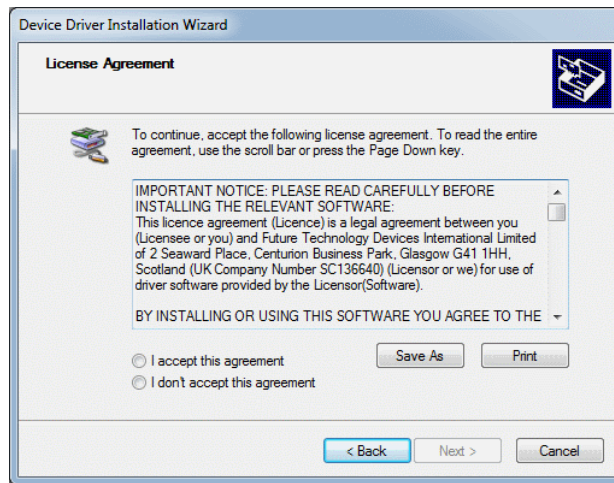 Device Driver Installation Wizard
License Agreement
To continue, accept the following license agreement. To read the entire
agreement, use the scroll bar or press the Page Down key.
IMPORTANT NOTICE: PLEASE READ CAREFULLY BEFORE
INSTALLING THE RELEVANT SOFTWARE:
This licence agreement (Licence) is a legal agreement between you
(Licensee or you) and Future Technology Devices International Limited
of 2 Seaward Place, Centurion Business Park, Glasgow G41 1HH,
Scotland (UK Company Number SC136640) (Licensor or we) for use of
driver software provided by the Licensor(Software).
BY INSTALLING OR USING THIS SOFTWARE YOU AGREE TO THE
I accept this agreement
Save As
Print
I don't accept this agreement
< Back
Next >
Cancel